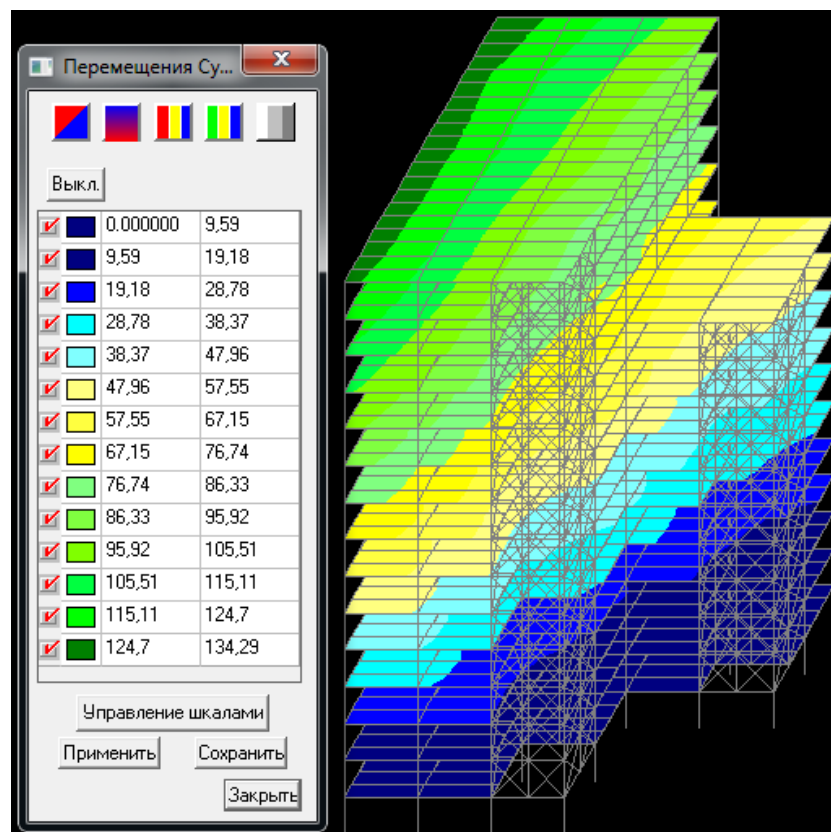 Перемещения Су...
Выкл.
0.000000 9,59
9,59 19,18
19,18 28,78
28,78 38,37
38,37 47,96
47,96 57,55
57,55 67,15
67,15 76,74
76,74 86,33
86,33 95,92
95,92 105,51
105,51 115,11
115,11 124,7
124,7 134,29
Управление шкалами
Применить Сохранить
Закрыть